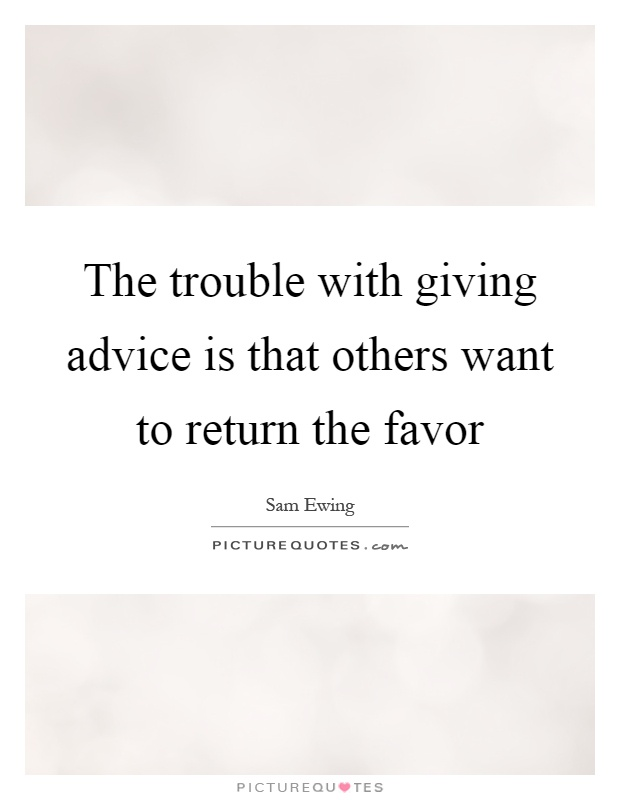 The trouble with giving
advice is that others want
to return the favor
Sam Ewing
PICTUREQUOTES.com
PICTUREQUOTES